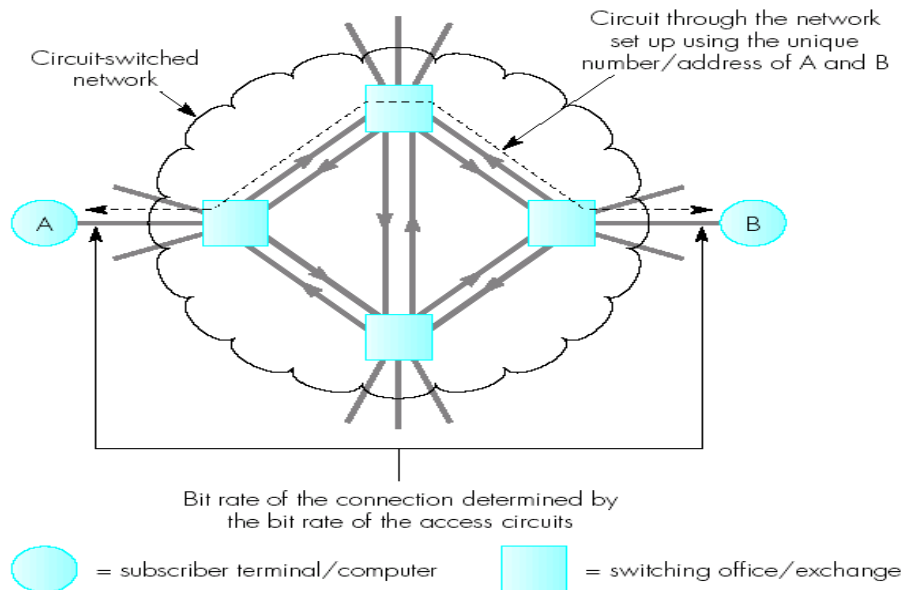 Circuit through the network
set up using the unique
number/address of A and B
Circuit-switched
network
A
B
Bit rate of the connection determined by
the bit rate of the access circuits
= subscriber terminal/computer
= switching office/exchange